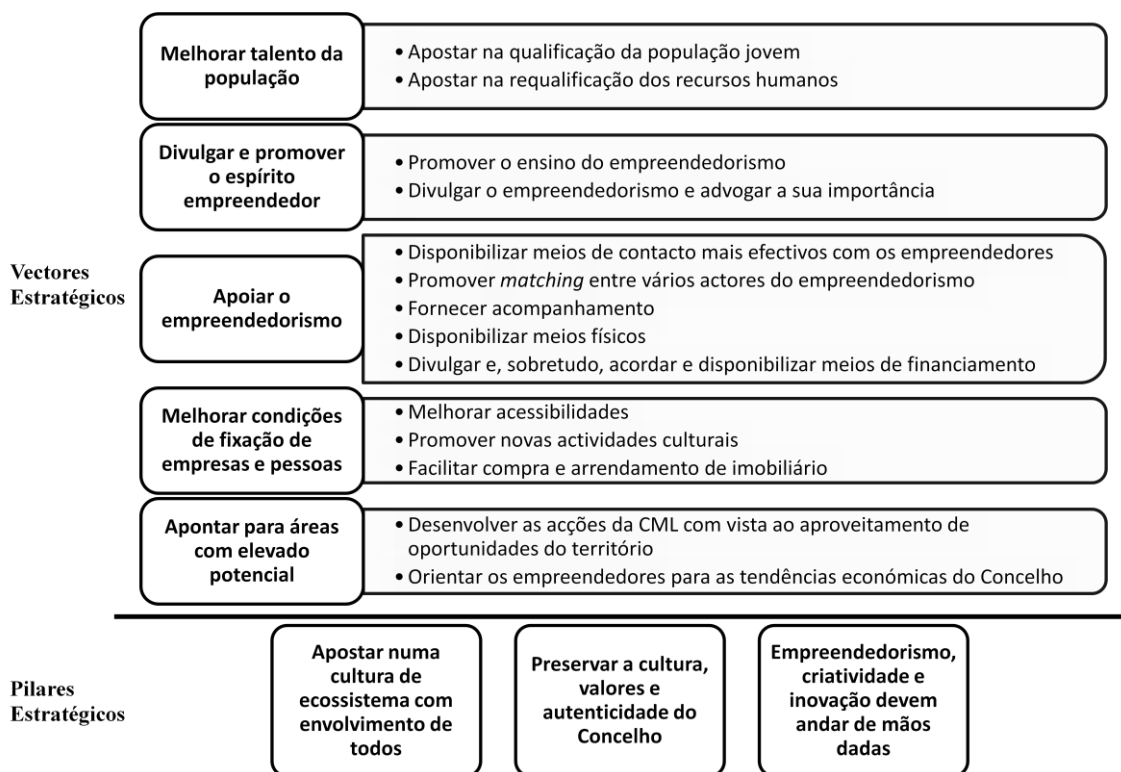 Melhorar talento da
população
• Apostar na qualificação da população jovem
• Apostar na requalificação dos recursos humanos
Divulgar e promover
o espírito
empreendedor
• Promover o ensino do empreendedorismo
• Divulgar o empreendedorismo e advogar a sua importância
Vectores
Estratégicos
Apoiar o
empreendedorismo
• Disponibilizar meios de contacto mais efectivos com os empreendedores
• Promover matching entre vários actores do empreendedorismo
• Fornecer acompanhamento
• Disponibilizar meios físicos
• Divulgar e, sobretudo, acordar e disponibilizar meios de financiamento
Melhorar condições
de fixação de
empresas e pessoas
• Melhorar acessibilidades
• Promover novas actividades culturais
• Facilitar compra e arrendamento de imobiliário
Apontar para áreas
com elevado
potencial
• Desenvolver as acções da CML com vista ao aproveitamento de
oportunidades do território
• Orientar os empreendedores para as tendências económicas do Concelho
Pilares
Estratégicos
Apostar numa
cultura de
ecossistema com
envolvimento de
todos
Preservar a cultura,
valores e
autenticidade do
Concelho
Empreendedorismo,
criatividade e
inovação devem
andar de mãos
dadas